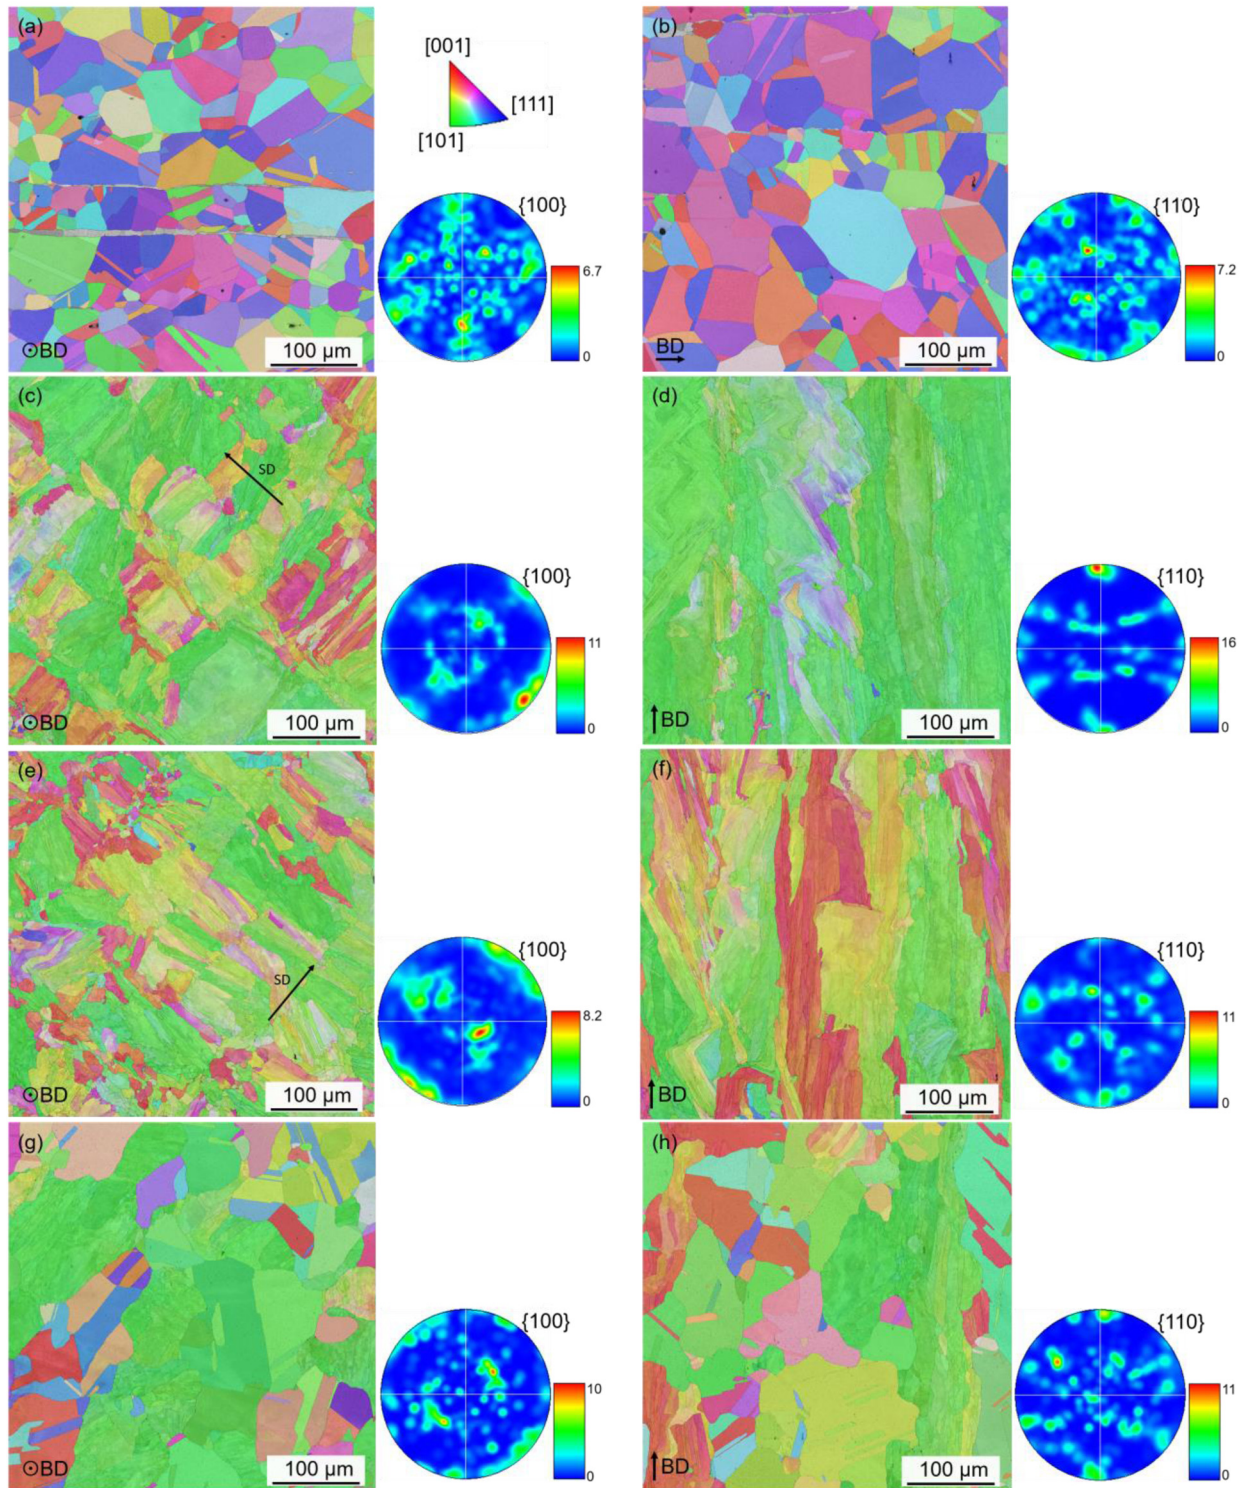 (a)
[001]
[111]
[101]
{100}
6.7
0
⊙BD
100 µm
(b)
{110}
7.2
0
BD
100 µm
(c)
SD
{100}
11
0
⊙BD
100 µm
(d)
{110}
16
0
BD
100 µm
(e)
SD
{100}
8.2
0
⊙BD
100 µm
(f)
{110}
11
0
BD
100 µm
(g)
{100}
10
0
⊙BD
100 µm
(h)
{110}
11
0
BD
100 µm